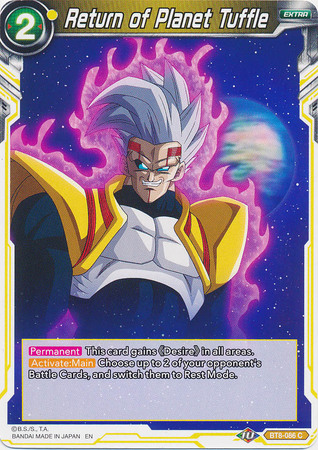 2
Return of Planet Tuffle
EXTRA
Permanent This card gains《Desire》in all areas.
Activate:Main Choose up to 2 of your opponent's
Battle Cards, and switch them to Rest Mode.
©B.S./S., T.A.
BANDAI MADE IN JAPAN EN
10
BT8-086 C